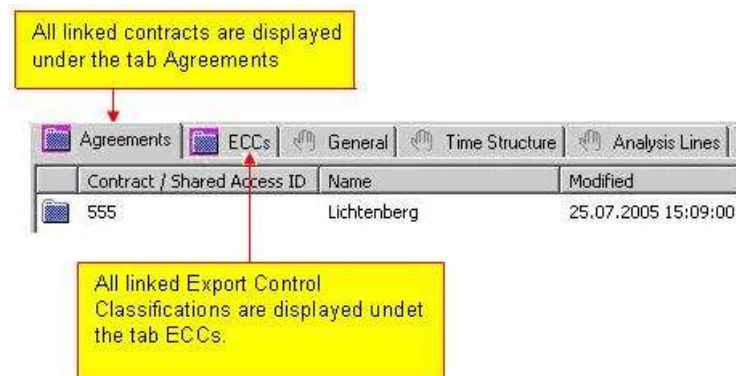 All linked contracts are displayed
under the tab Agreements
Agreements ECCs General Time Structure Analysis Lines
Contract / Shared Access ID Name Modified
555 Lichtenberg 25.07.2005 15:09:00
All linked Export Control
Classifications are displayed undet
the tab ECCs.